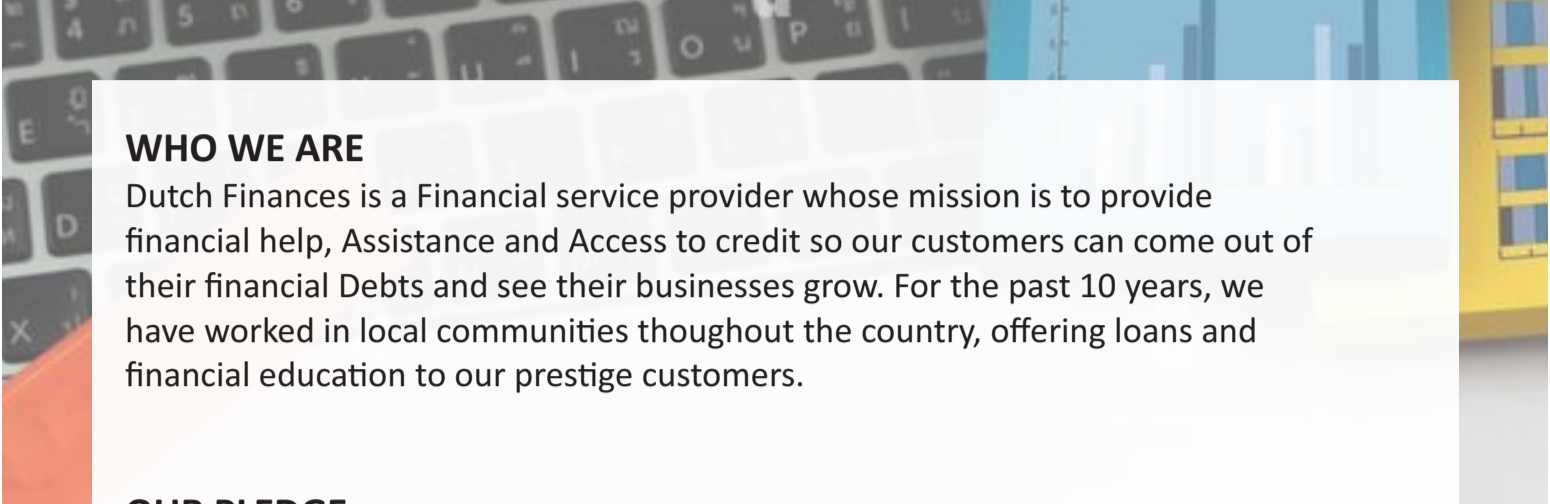 WHO WE ARE
Dutch Finances is a Financial service provider whose mission is to provide
financial help, Assistance and Access to credit so our customers can come out of
their financial Debts and see their businesses grow. For the past 10 years, we
have worked in local communities thoughout the country, offering loans and
financial education to our prestige customers.
OUR PLEDGE